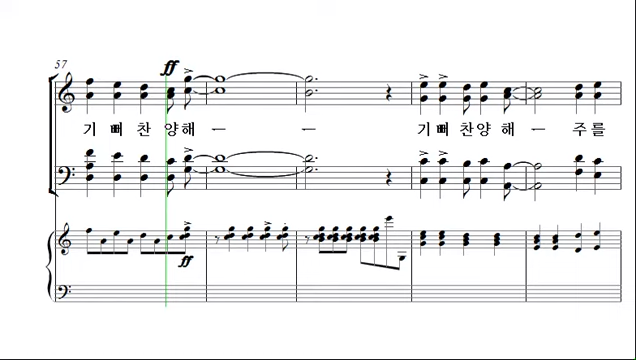 57
ff
기 뻐 찬 양해 — — 기뻐 찬양 해 — 주를
ff